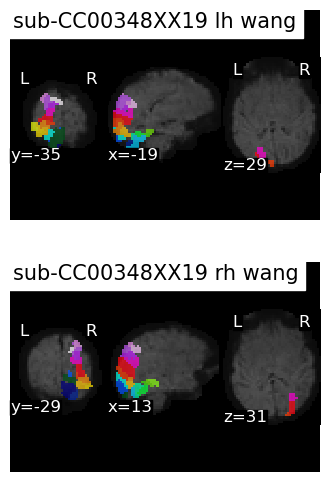 sub-CC00348XX19 lh wang
L R L R
y=-35 x=-19 z=29
sub-CC00348XX19 rh wang
L R L R
y=-29 x=13 z=31